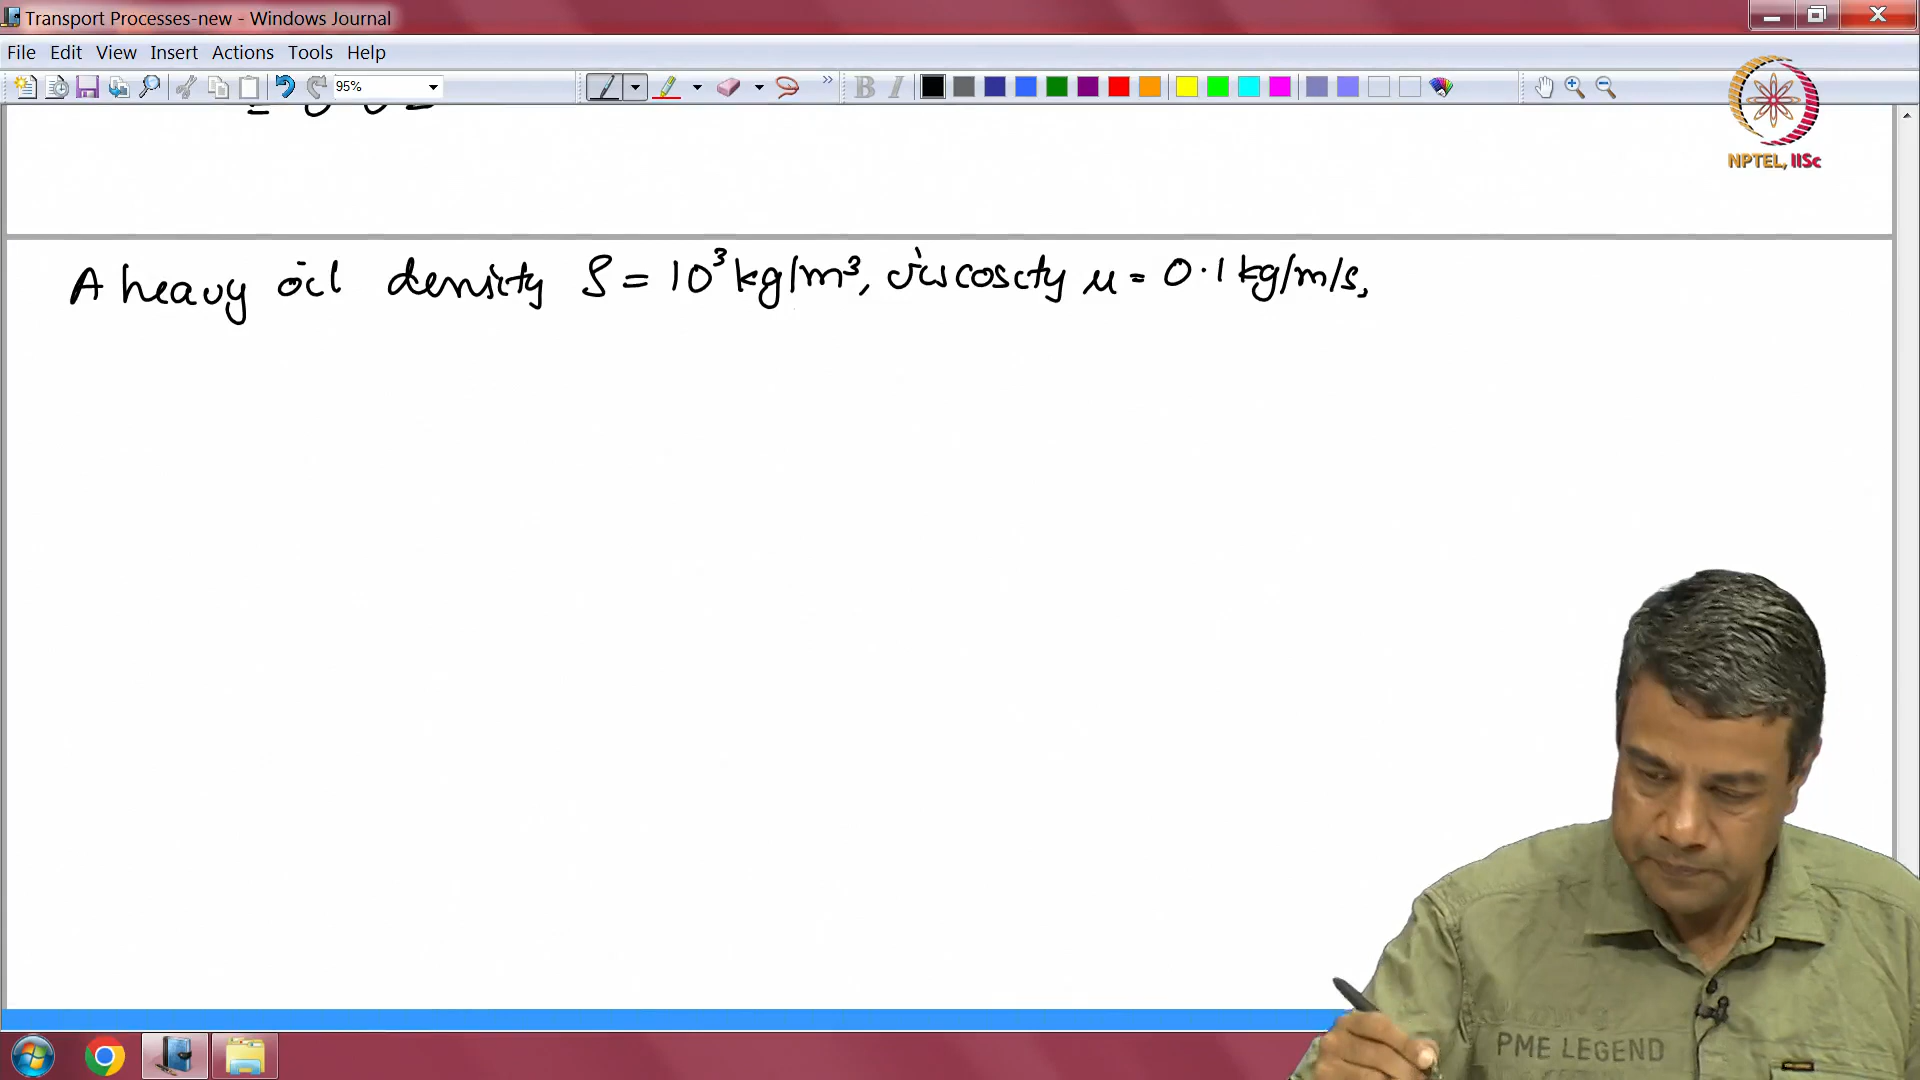 Transport Processes-new - Windows Journal
File Edit View Insert Actions Tools Help
95%
B I
NPTEL, IISc
A heavy oil density ρ = 10³ kg/m³, viscosity μ = 0.1 kg/m/s,
PME LEGEND